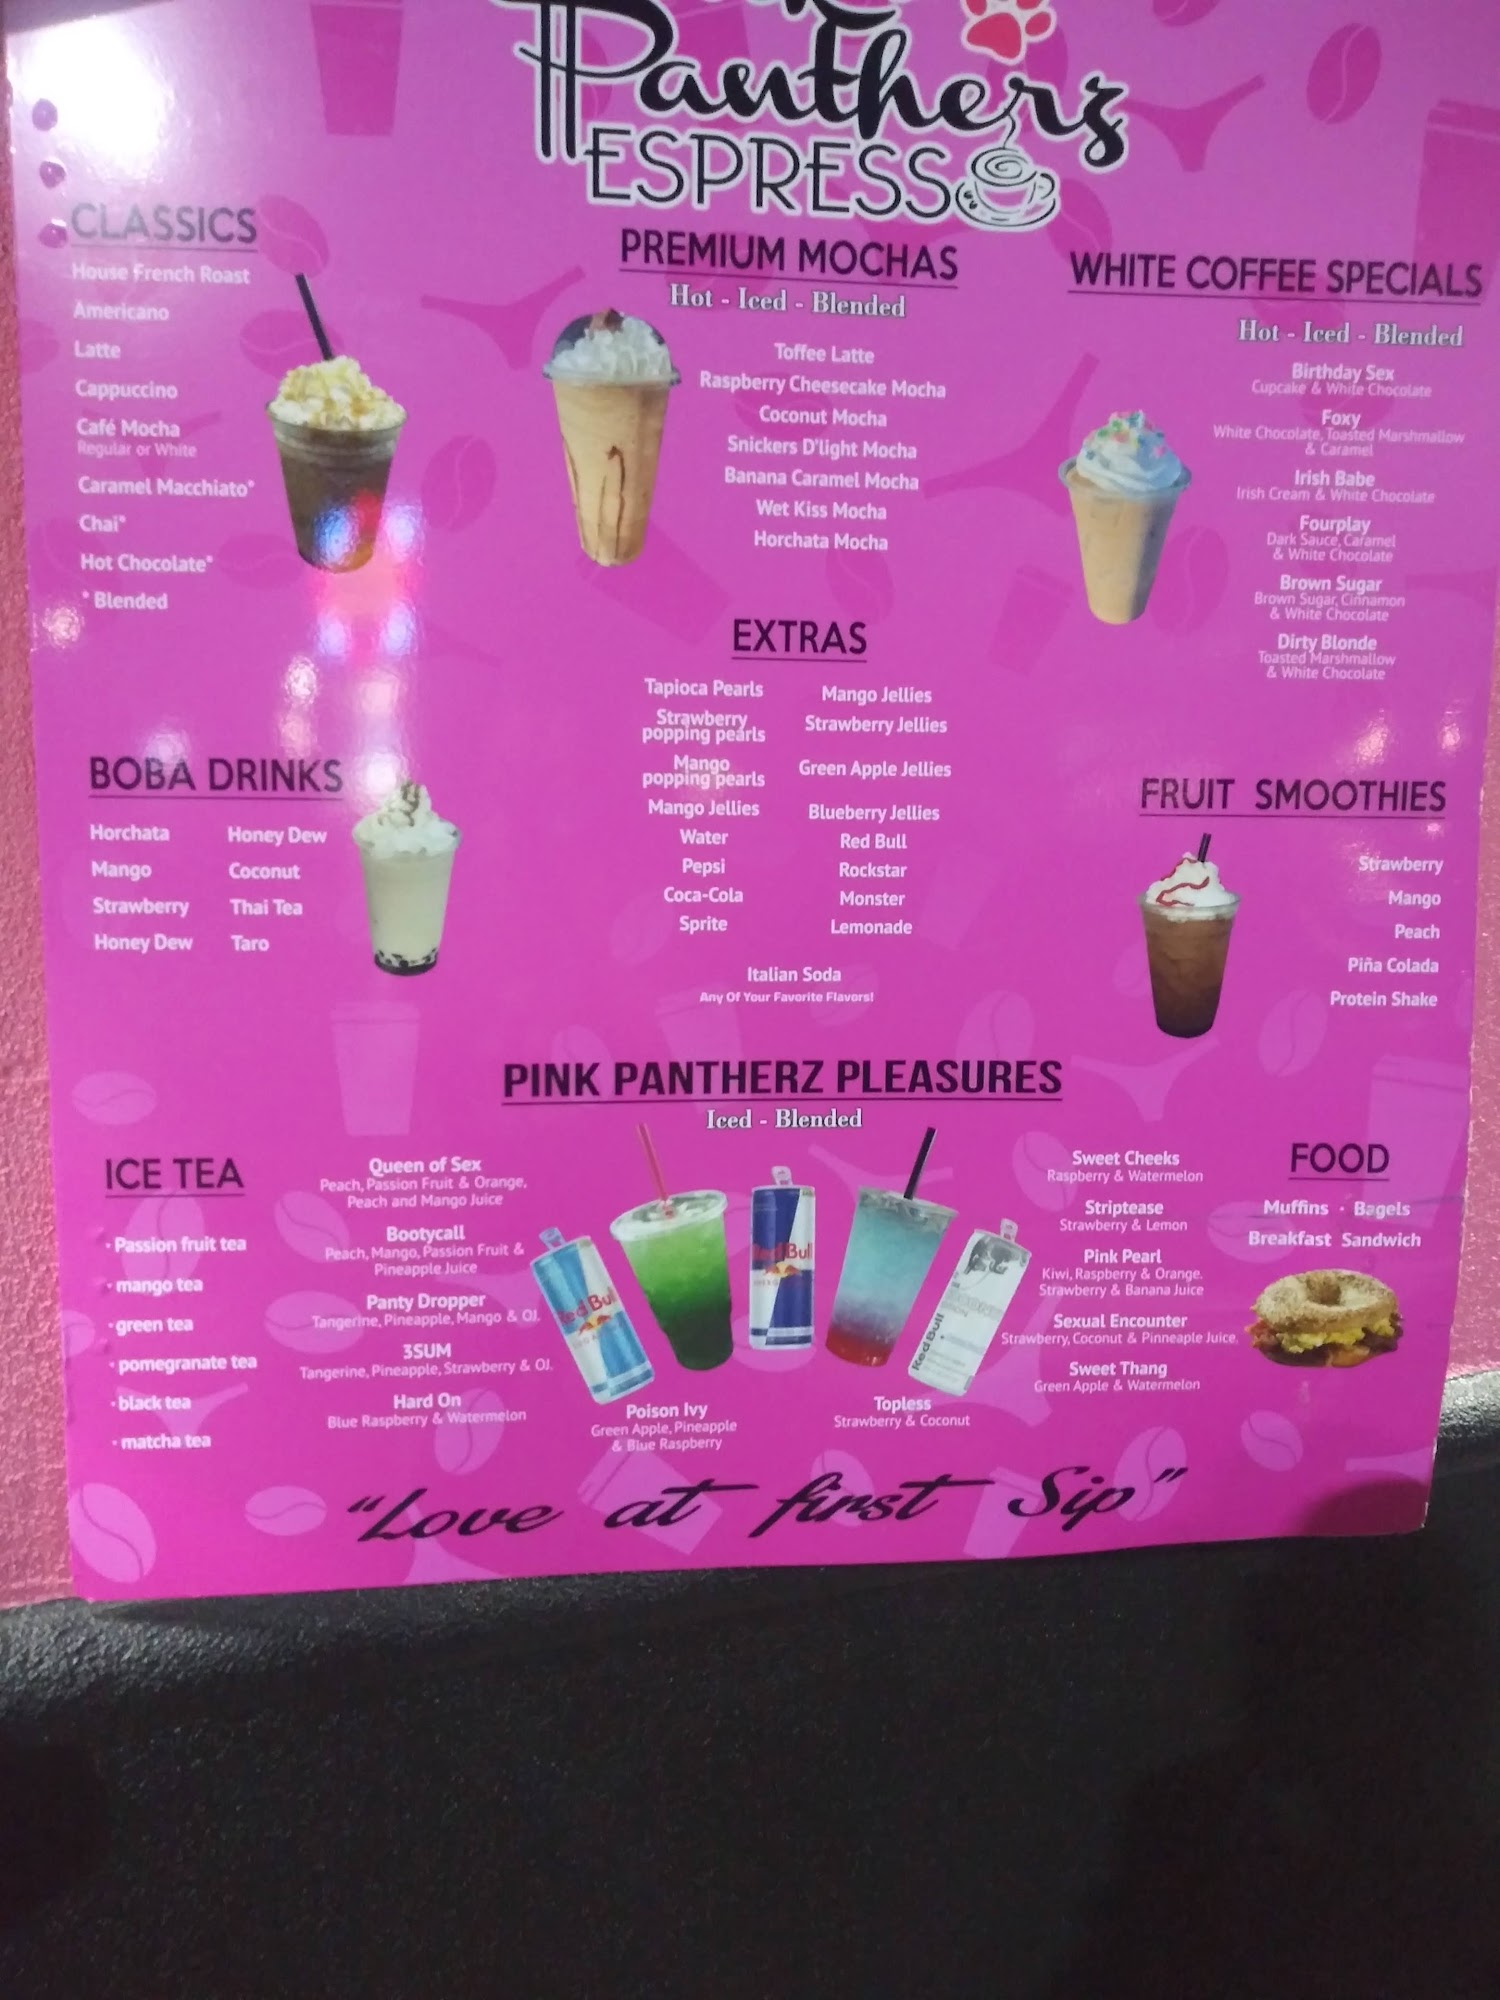 Pantherz
ESPRESSO
CLASSICS
House French Roast
Americano
Latte
Cappuccino
Café Mocha
Regular or White
Caramel Macchiato*
Chai*
Hot Chocolate*
* Blended
PREMIUM MOCHAS
Hot - Iced - Blended
Toffee Latte
Raspberry Cheesecake Mocha
Coconut Mocha
Snickers D'light Mocha
Banana Caramel Mocha
Wet Kiss Mocha
Horchata Mocha
WHITE COFFEE SPECIALS
Hot - Iced - Blended
Birthday Sex
Cupcake & White Chocolate
Foxy
White Chocolate, Toasted Marshmallow
& Caramel
Irish Babe
Irish Cream & White Chocolate
Fourplay
Dark Sauce, Caramel
& White Chocolate
Brown Sugar
Brown Sugar, Cinnamon
& White Chocolate
Dirty Blonde
Toasted Marshmallow
& White Chocolate
EXTRAS
Tapioca Pearls
Strawberry
popping pearls
Mango
popping pearls
Mango Jellies
Water
Pepsi
Coca-Cola
Sprite
Mango Jellies
Strawberry Jellies
Green Apple Jellies
Blueberry Jellies
Red Bull
Rockstar
Monster
Lemonade
Italian Soda
Any Of Your Favorite Flavors!
BOBA DRINKS
Horchata
Mango
Strawberry
Honey Dew
Honey Dew
Coconut
Thai Tea
Taro
FRUIT SMOOTHIES
Strawberry
Mango
Peach
Piña Colada
Protein Shake
PINK PANTHERZ PLEASURES
Iced - Blended
ICE TEA
· Passion fruit tea
· mango tea
· green tea
· pomegranate tea
· black tea
· matcha tea
Queen of Sex
Peach, Passion Fruit & Orange,
Peach and Mango Juice
Bootycall
Peach, Mango, Passion Fruit &
Pineapple Juice
Panty Dropper
Tangerine, Pineapple, Mango & OJ.
3SUM
Tangerine, Pineapple, Strawberry & OJ.
Hard On
Blue Raspberry & Watermelon
Red Bull
Red Bull
Red Bull
Poison Ivy
Green Apple, Pineapple
& Blue Raspberry
Topless
Strawberry & Coconut
Sweet Cheeks
Raspberry & Watermelon
Striptease
Strawberry & Lemon
Pink Pearl
Kiwi, Raspberry & Orange.
Strawberry & Banana Juice
Sexual Encounter
Strawberry, Coconut & Pinneaple Juice.
Sweet Thang
Green Apple & Watermelon
FOOD
Muffins · Bagels
Breakfast Sandwich
"Love at first Sip"